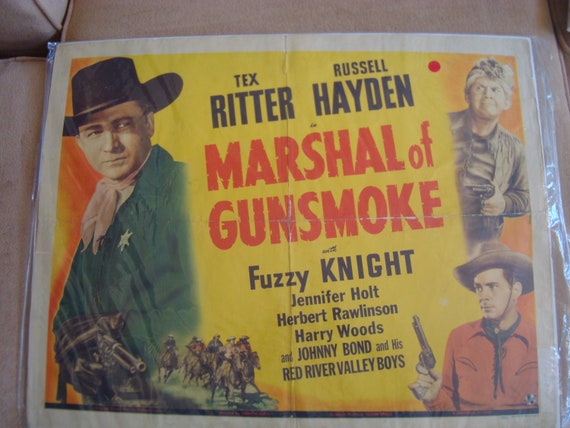 TEX RUSSELL
RITTER HAYDEN
in
MARSHAL of
GUNSMOKE
with
Fuzzy KNIGHT
Jennifer Holt
Herbert Rawlinson
Harry Woods
and JOHNNY BOND and His
RED RIVER VALLEY BOYS